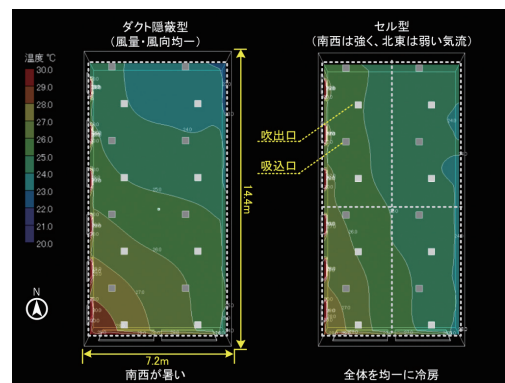 ダクト隠蔽型
（風量・風向均一）
セル型
（南西は強く、北東は弱い気流）
温度 ℃
30.0
29.0
28.0
27.0
26.0
25.0
24.0
23.0
22.0
21.0
20.0
吹出口
吸込口
14.4m
N
7.2m
南西が暑い
全体を均一に冷房